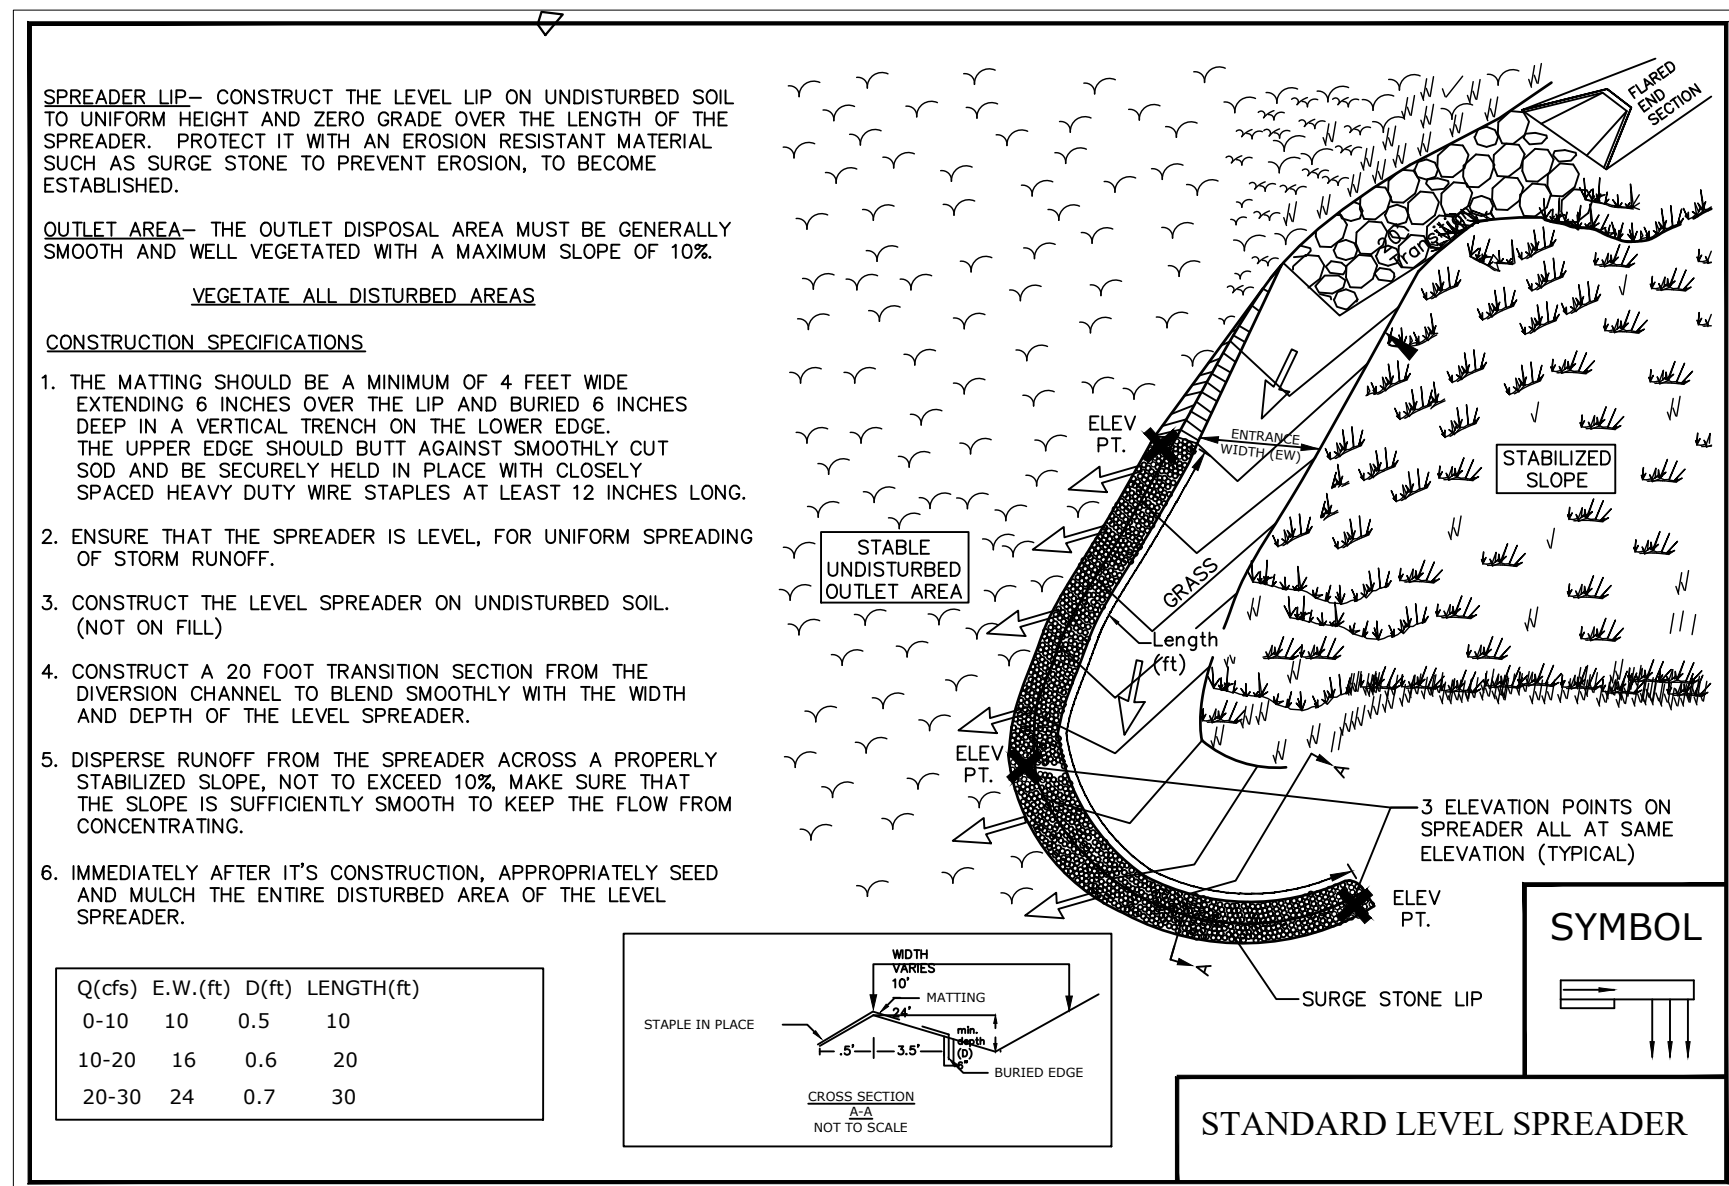 SPREADER LIP– CONSTRUCT THE LEVEL LIP ON UNDISTURBED SOIL
TO UNIFORM HEIGHT AND ZERO GRADE OVER THE LENGTH OF THE
SPREADER. PROTECT IT WITH AN EROSION RESISTANT MATERIAL
SUCH AS SURGE STONE TO PREVENT EROSION, TO BECOME
ESTABLISHED.
OUTLET AREA– THE OUTLET DISPOSAL AREA MUST BE GENERALLY
SMOOTH AND WELL VEGETATED WITH A MAXIMUM SLOPE OF 10%.
VEGETATE ALL DISTURBED AREAS
CONSTRUCTION SPECIFICATIONS
1. THE MATTING SHOULD BE A MINIMUM OF 4 FEET WIDE
EXTENDING 6 INCHES OVER THE LIP AND BURIED 6 INCHES
DEEP IN A VERTICAL TRENCH ON THE LOWER EDGE.
THE UPPER EDGE SHOULD BUTT AGAINST SMOOTHLY CUT
SOD AND BE SECURELY HELD IN PLACE WITH CLOSELY
SPACED HEAVY DUTY WIRE STAPLES AT LEAST 12 INCHES LONG.
2. ENSURE THAT THE SPREADER IS LEVEL, FOR UNIFORM SPREADING
OF STORM RUNOFF.
3. CONSTRUCT THE LEVEL SPREADER ON UNDISTURBED SOIL.
(NOT ON FILL)
4. CONSTRUCT A 20 FOOT TRANSITION SECTION FROM THE
DIVERSION CHANNEL TO BLEND SMOOTHLY WITH THE WIDTH
AND DEPTH OF THE LEVEL SPREADER.
5. DISPERSE RUNOFF FROM THE SPREADER ACROSS A PROPERLY
STABILIZED SLOPE, NOT TO EXCEED 10%, MAKE SURE THAT
THE SLOPE IS SUFFICIENTLY SMOOTH TO KEEP THE FLOW FROM
CONCENTRATING.
6. IMMEDIATELY AFTER IT'S CONSTRUCTION, APPROPRIATELY SEED
AND MULCH THE ENTIRE DISTURBED AREA OF THE LEVEL
SPREADER.
Q(cfs) E.W.(ft) D(ft) LENGTH(ft)
0-10 10 0.5 10
10-20 16 0.6 20
20-30 24 0.7 30
FLARED
END
SECTION
20'
Transition
ELEV
PT.
ENTRANCE
WIDTH (EW)
STABILIZED
SLOPE
STABLE
UNDISTURBED
OUTLET AREA
GRASS
Length
(ft)
ELEV
PT.
A
3 ELEVATION POINTS ON
SPREADER ALL AT SAME
ELEVATION (TYPICAL)
ELEV
PT.
A
SURGE STONE LIP
WIDTH
VARIES
10'
24'
MATTING
STAPLE IN PLACE
min.
depth
(D)
6"
.5'
3.5'
BURIED EDGE
CROSS SECTION
A-A
NOT TO SCALE
SYMBOL
STANDARD LEVEL SPREADER